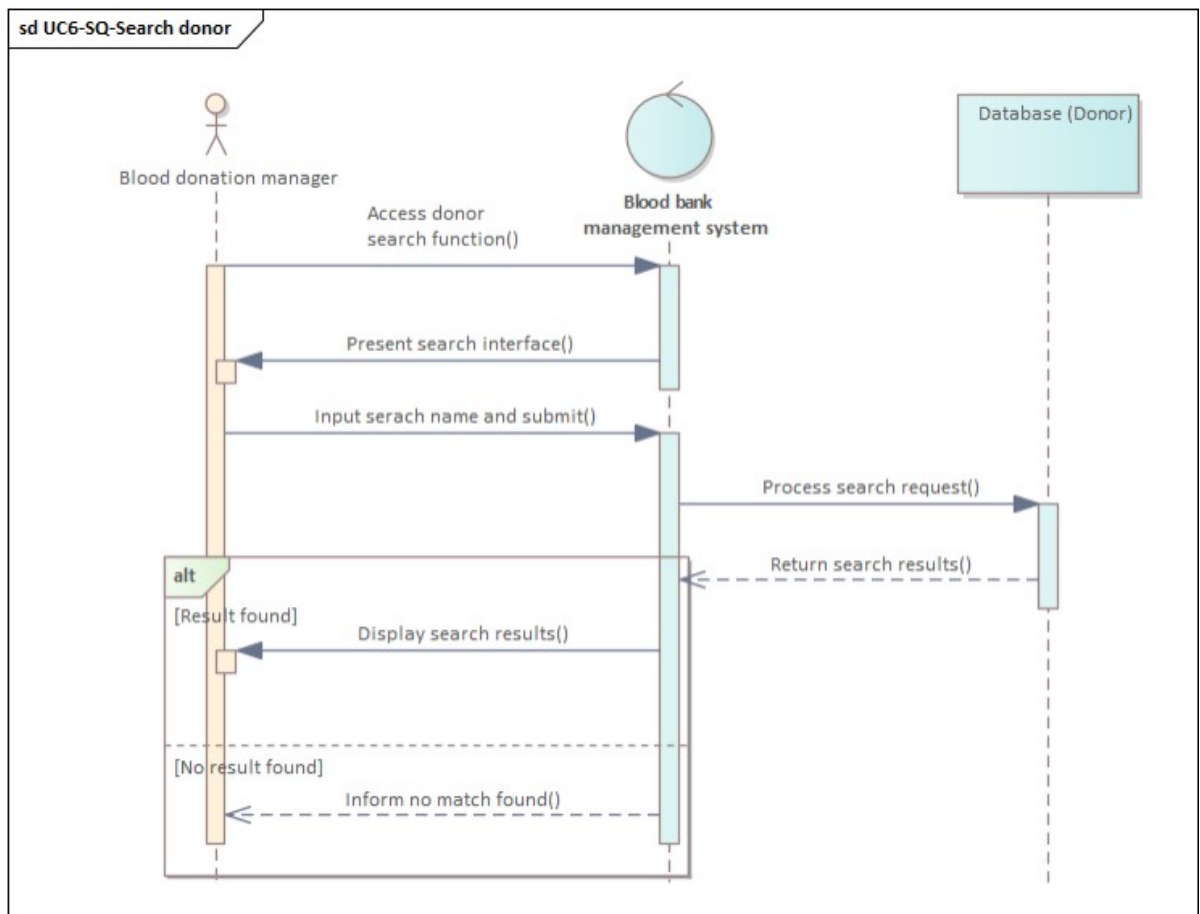 sd UC6-SQ-Search donor
Database (Donor)
Blood donation manager
Blood bank
management system
Access donor
search function()
Present search interface()
Input serach name and submit()
Process search request()
Return search results()
alt
[Result found]
Display search results()
[No result found]
Inform no match found()